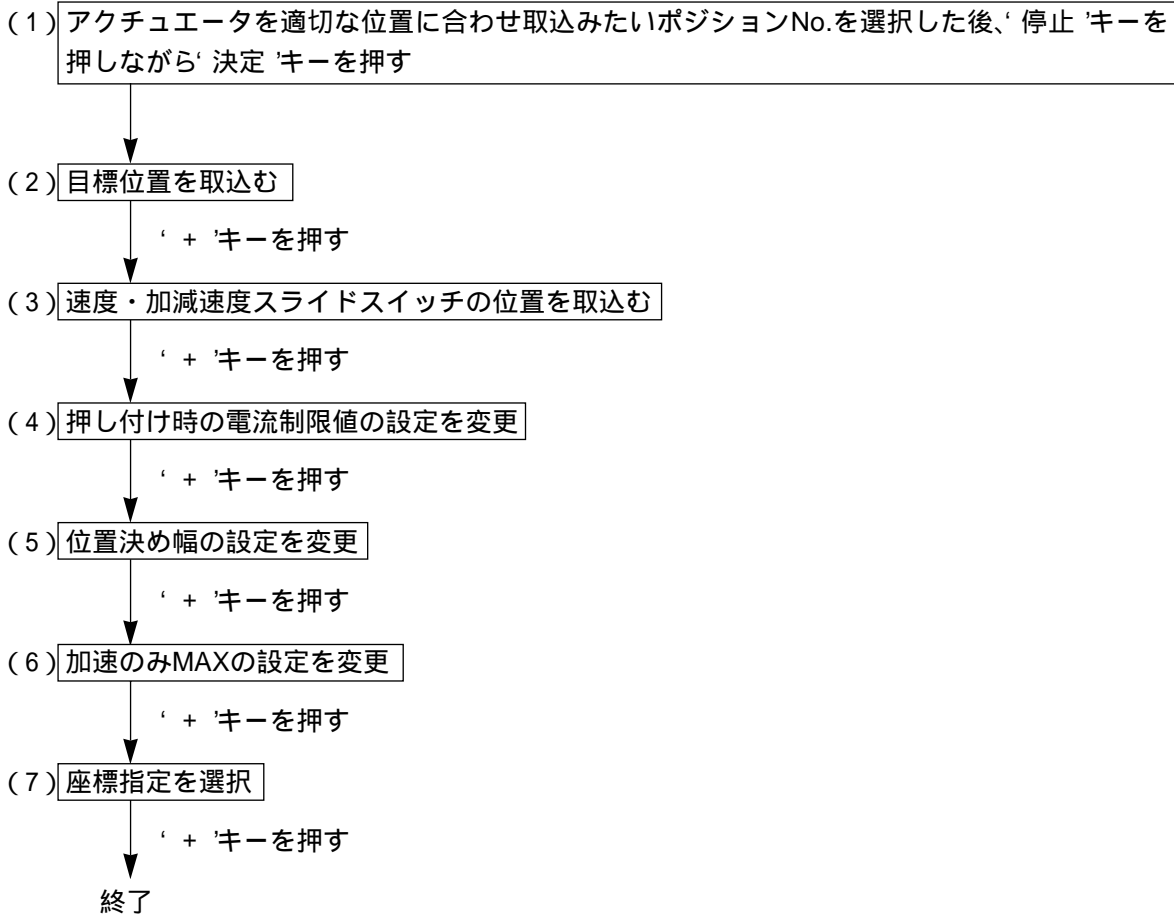 (1)アクチュエータを適切な位置に合わせ取込みたいポジションNo.を選択した後、‘停止’キーを
押しながら‘決定’キーを押す
(2)目標位置を取込む
‘+’キーを押す
(3)速度・加減速度スライドスイッチの位置を取込む
‘+’キーを押す
(4)押し付け時の電流制限値の設定を変更
‘+’キーを押す
(5)位置決め幅の設定を変更
‘+’キーを押す
(6)加速のみMAXの設定を変更
‘+’キーを押す
(7)座標指定を選択
‘+’キーを押す
終了